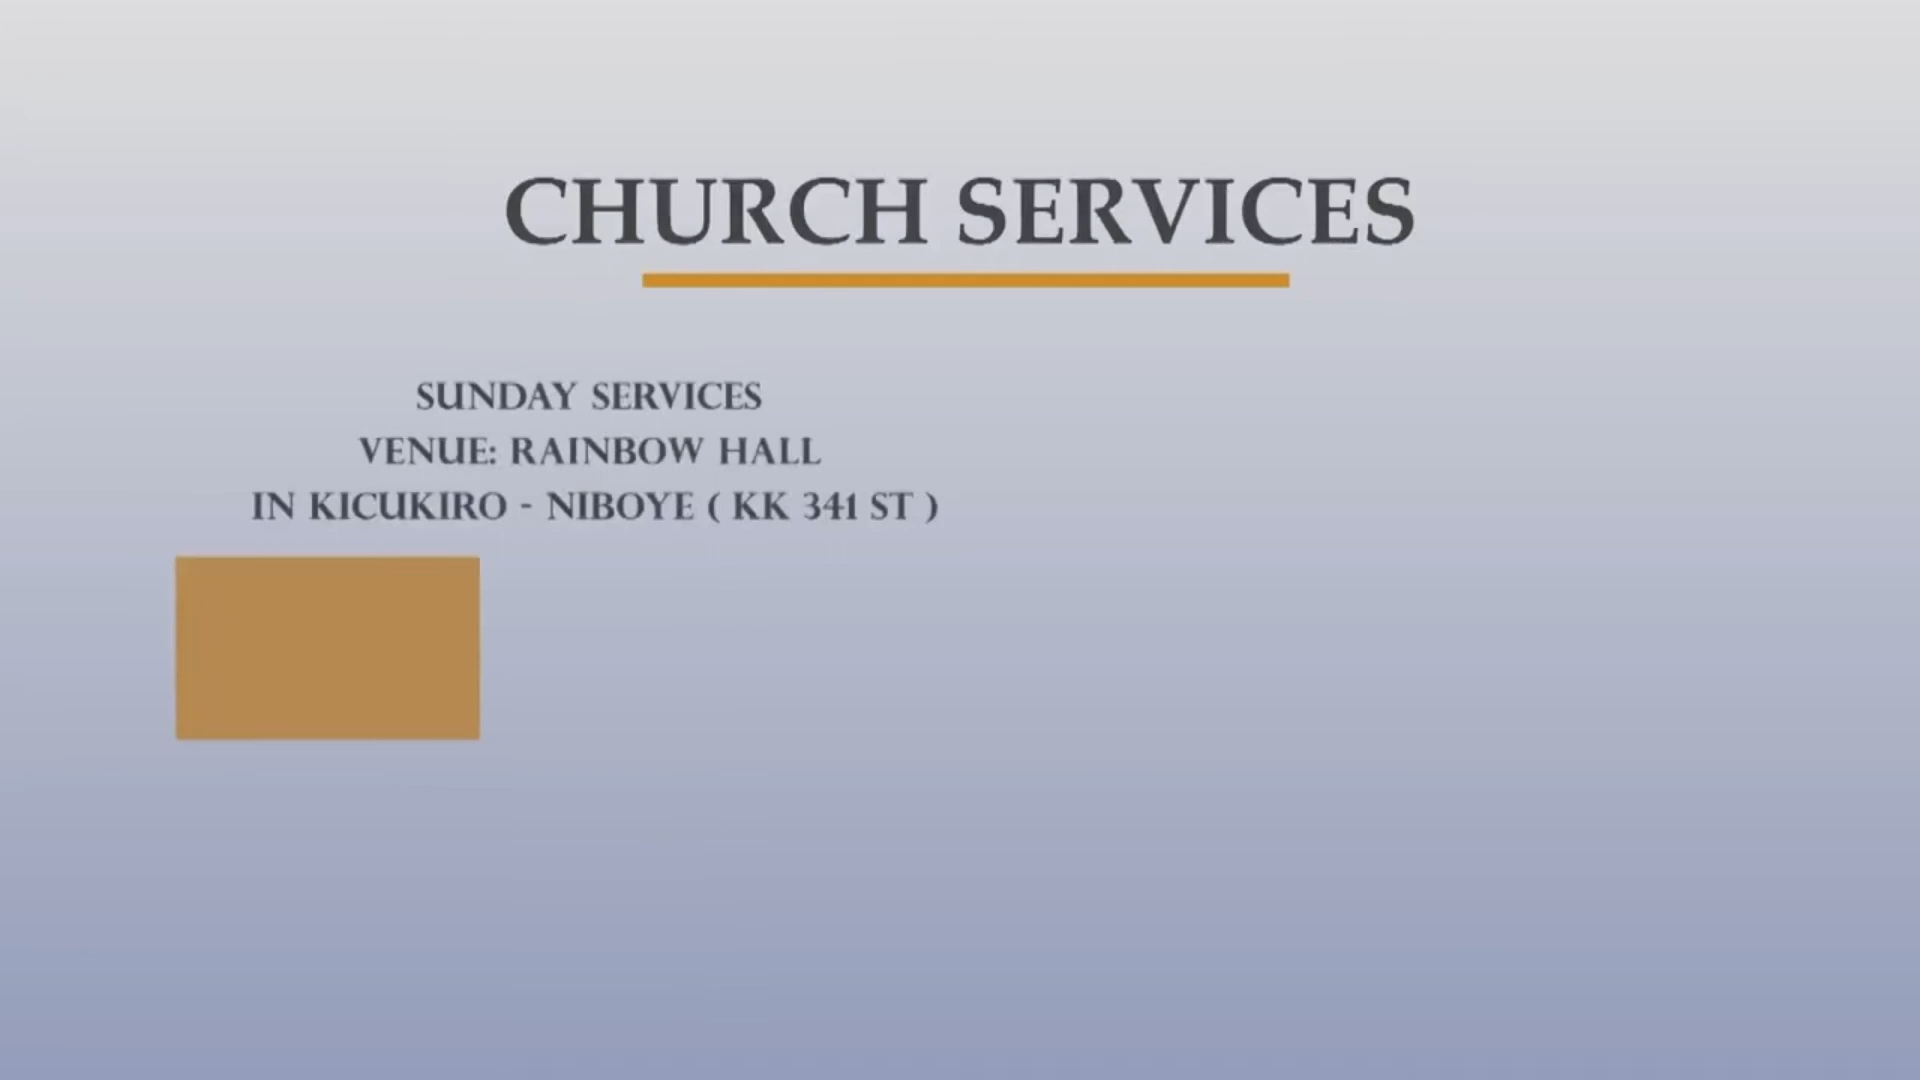 CHURCH SERVICES
SUNDAY SERVICES
VENUE: RAINBOW HALL
IN KICUKIRO - NIBOYE ( KK 341 ST )